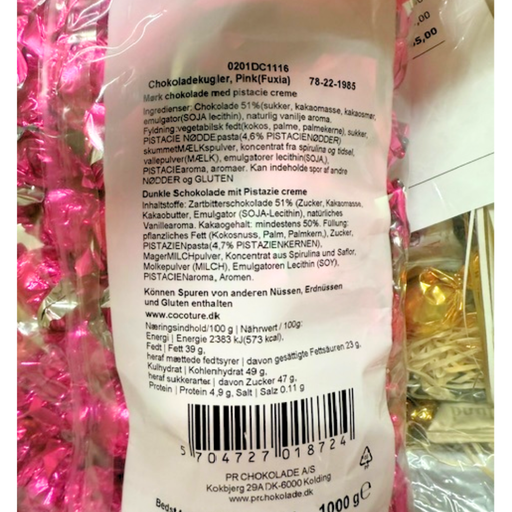 55,00
0201DC1116
Chokoladekugler, Pink(Fuxia) 78-22-1985
Mørk chokolade med pistacie creme
Ingredienser: Chokolade 51%(sukker, kakaomasse, kakaosmør,
emulgator(SOJA lecithin), naturlig vanilje aroma.
Fyldning:vegetabilsk fedt(kokos, palme, palmekerne), sukker,
PISTACIE NØDDEpasta(4,6% PISTACIENØDDER)
skummetMÆLKSpulver, koncentrat fra spirulina og tidsel,
vallepulver(MÆLK), emulgatorer lecithin(SOJA),
PISTACIEaroma, aromaer. Kan indeholde spor af andre
NØDDER og GLUTEN
Dunkle Schokolade mit Pistazie creme
Inhaltstoffe: Zartbitterschokolade 51% (Zucker, Kakaomasse,
Kakaobutter, Emulgator (SOJA-Lecithin), natürliches
Vanillearoma. Kakaogehalt: mindestens 50%. Füllung:
pflanzliches Fett (Kokosnuss, Palm, Palmkern,), Zucker,
PISTAZIENpasta(4,7% PISTAZIENKERNEN),
MagerMILCHpulver, Koncentrat aus Spirulina und Saflor,
Molkepulver (MILCH), Emulgatoren Lecithin (SOY),
PISTACIENaroma, Aromen.
Können Spuren von anderen Nüssen, Erdnüssen
und Gluten enthalten
www.cocoture.dk
Næringsindhold/100 g | Nährwert / 100g:
Energi | Energie 2383 kJ(573 kcal),
Fedt | Fett 39 g,
heraf mættede fedtsyrer | davon gesättigte Fettsäuren 23 g,
Kulhydrat | Kohlenhydrat 49 g,
heraf sukkerarter | davon Zucker 47 g,
Protein | Protein 4,9 g, Salt | Salz 0.11 g
5 704727 018724
PR CHOKOLADE A/S
Kokbjerg 29A DK-6000 Kolding
www.prchokolade.dk
1000 g e